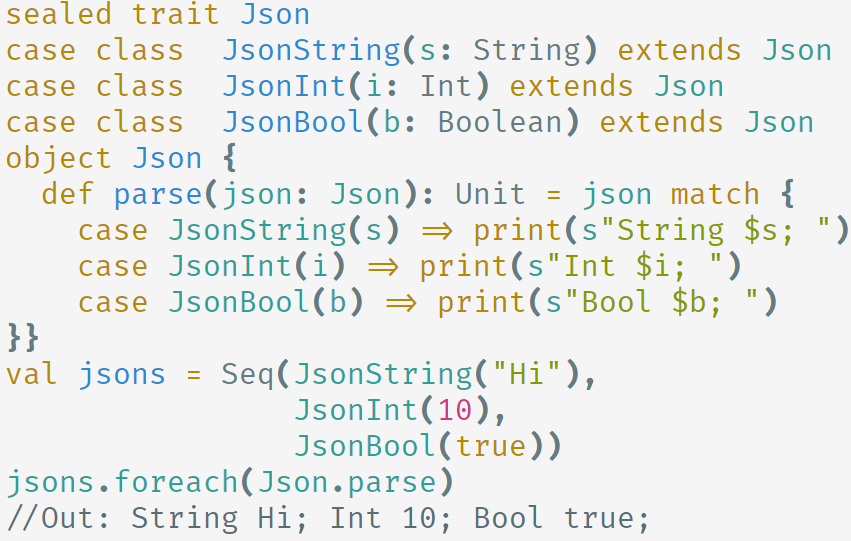 sealed trait Json
case class  JsonString(s: String) extends Json
case class  JsonInt(i: Int) extends Json
case class  JsonBool(b: Boolean) extends Json
object Json {
  def parse(json: Json): Unit = json match {
    case JsonString(s) => print(s"String $s; ")
    case JsonInt(i) => print(s"Int $i; ")
    case JsonBool(b) => print(s"Bool $b; ")
}}
val jsons = Seq(JsonString("Hi"),
                JsonInt(10),
                JsonBool(true))
jsons.foreach(Json.parse)
//Out: String Hi; Int 10; Bool true;